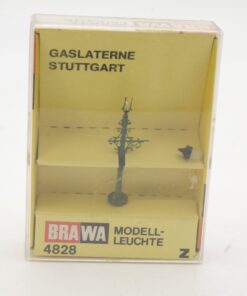 GASLATERNE
STUTTGART
BRAWA MODELL-
4828 LEUCHTE Z